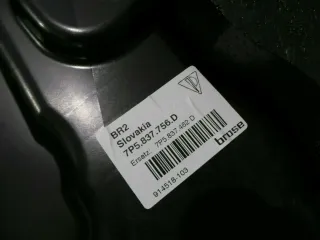 BR2
Slovakia
7P5.837.756.D
Ersatz: 7P5.837.462.D
914518-103
brose